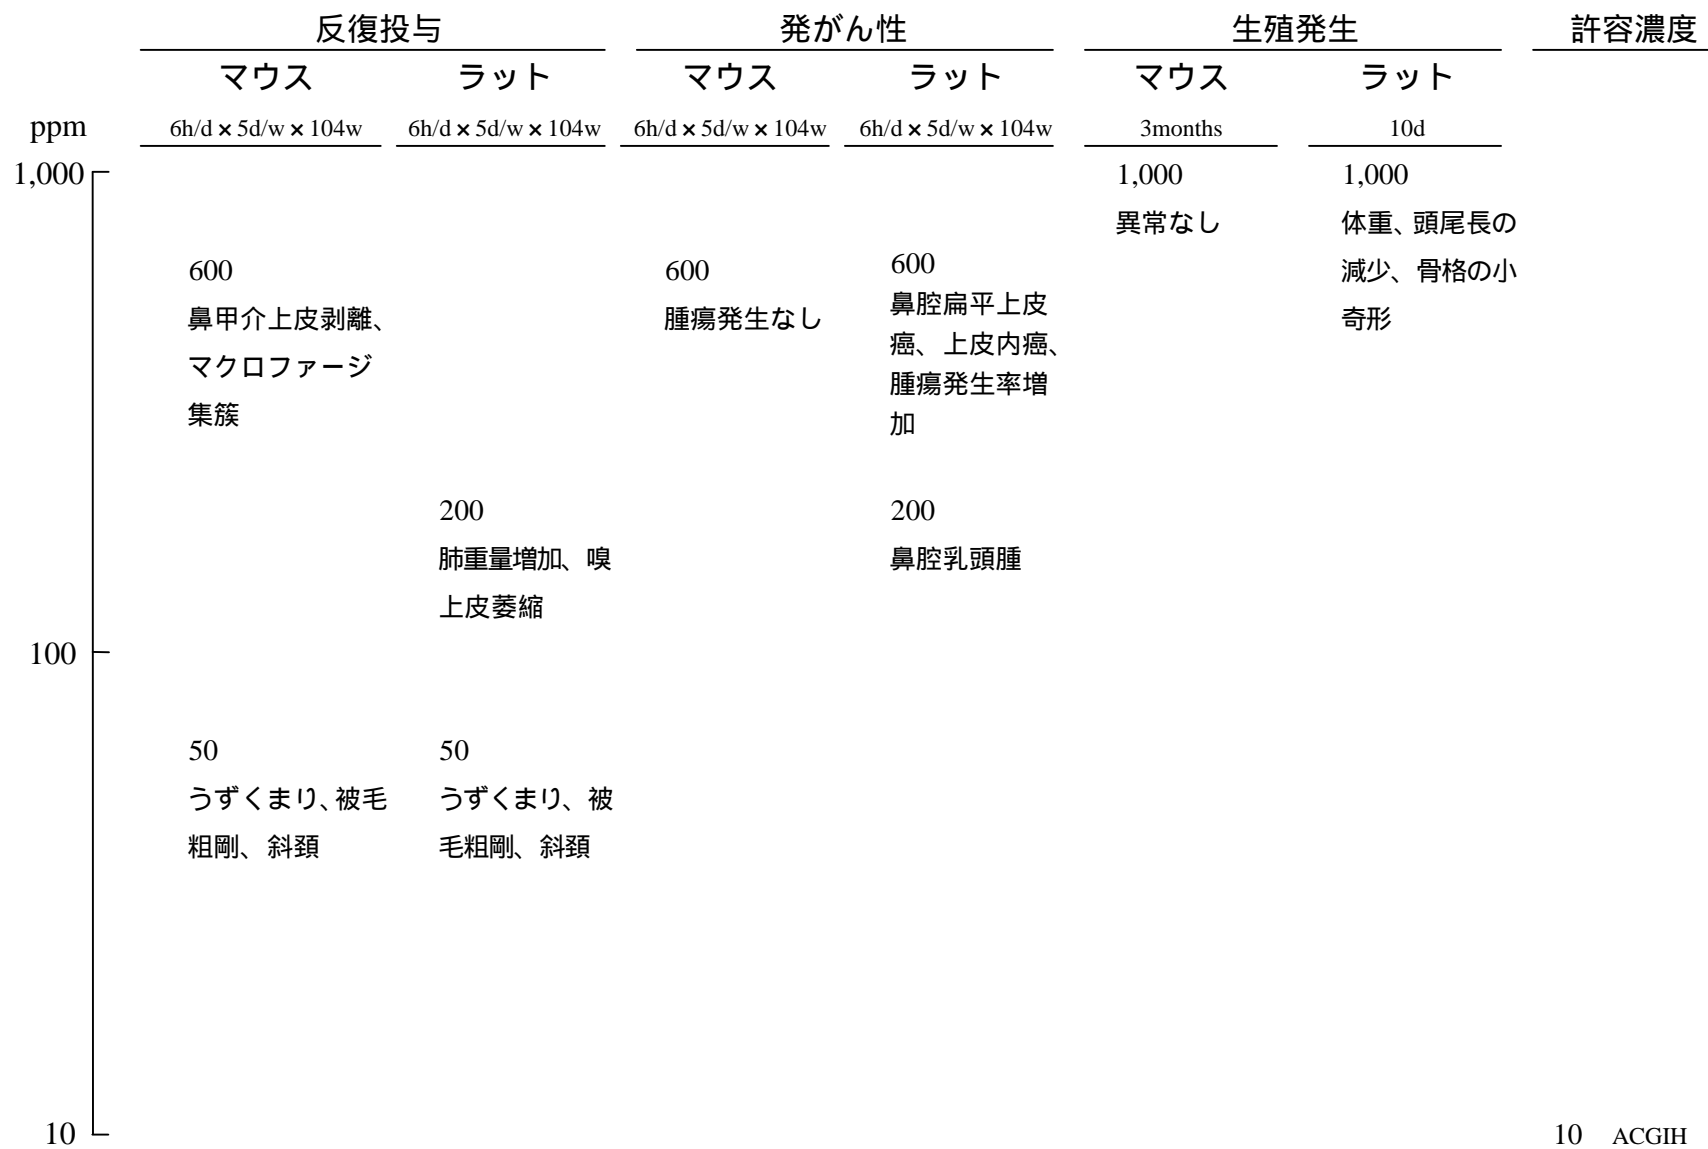 反復投与 発がん性 生殖発生 許容濃度
マウス ラット マウス ラット マウス ラット
ppm 6h/d×5d/w×104w 6h/d×5d/w×104w 6h/d×5d/w×104w 6h/d×5d/w×104w 3months 10d
1,000
100
10
600
鼻甲介上皮剥離、
マクロファージ
集簇
50
うずくまり、被毛
粗剛、斜頚
200
肺重量増加、嗅
上皮萎縮
50
うずくまり、被
毛粗剛、斜頚
600
腫瘍発生なし
600
鼻腔扁平上皮
癌、上皮内癌、
腫瘍発生率増
加
200
鼻腔乳頭腫
1,000
異常なし
1,000
体重、頭尾長の
減少、骨格の小
奇形
10 ACGIH